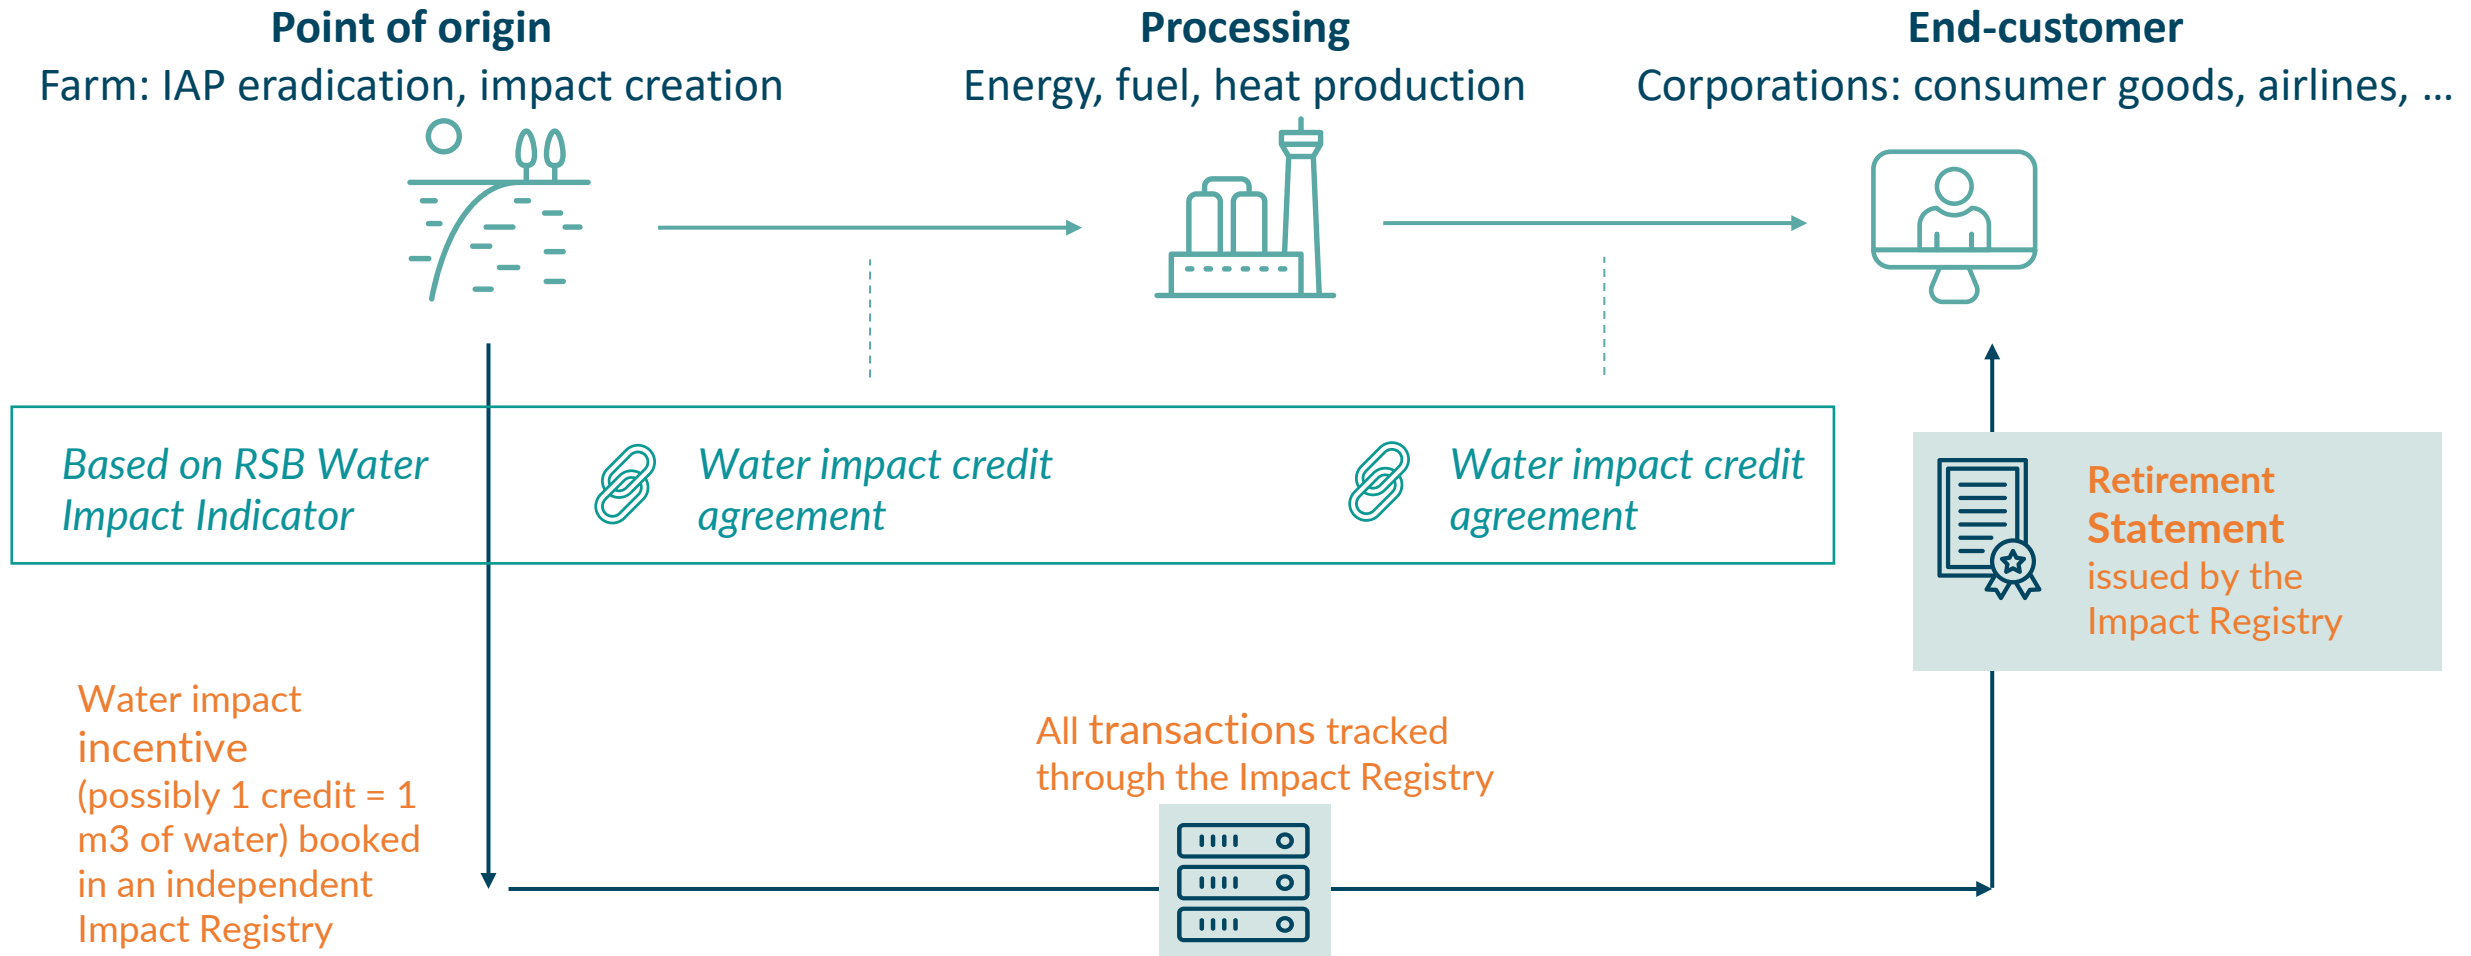 Point of origin
Farm: IAP eradication, impact creation
Processing
Energy, fuel, heat production
End-customer
Corporations: consumer goods, airlines, ...
Based on RSB Water
Impact Indicator
Water impact credit
agreement
Water impact credit
agreement
Retirement
Statement
issued by the
Impact Registry
Water impact
incentive
(possibly 1 credit = 1
m3 of water) booked
in an independent
Impact Registry
All transactions tracked
through the Impact Registry